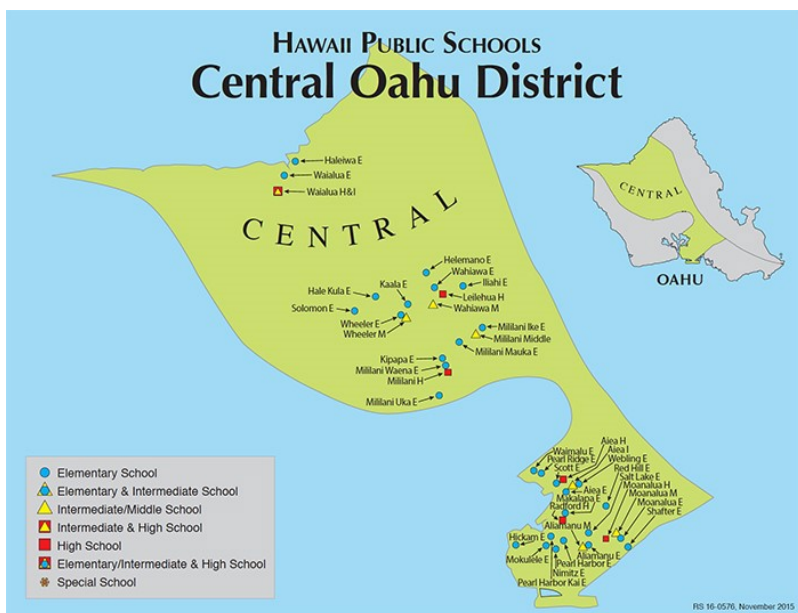 HAWAII PUBLIC SCHOOLS
Central Oahu District
Haleiwa E
Waialua E
Waialua H&I
CENTRAL
CENTRAL
OAHU
Helemano E
Wahiawa E
Iliahi E
Kaala E
Hale Kula E
Leilehua H
Wahiawa M
Solomon E
Wheeler E
Wheeler M
Mililani Ike E
Mililani Middle
Mililani Mauka E
Kipapa E
Mililani Waena E
Mililani H
Mililani Uka E
Aiea H
Aiea I
Waimalu E
Pearl Ridge E
Webling E
Scott E
Red Hill E
Salt Lake E
Aiea E
Moanalua H
Makalapa E
Moanalua M
Radford H
Moanalua E
Shafter E
Aliamanu M
Hickam E
Mokulele E
Aliamanu E
Pearl Harbor E
Nimitz E
Pearl Harbor Kai E
Elementary School
Elementary & Intermediate School
Intermediate/Middle School
Intermediate & High School
High School
Elementary/Intermediate & High School
Special School
RS 16-0576, November 2015